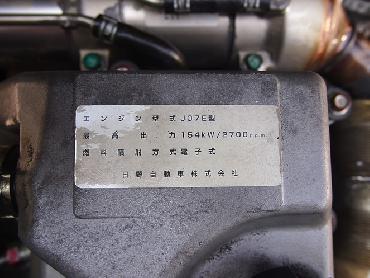 エンジン型式J07E型
最高出力154kW/2700r.p.m.
燃料噴射方式電子式
日野自動車株式会社